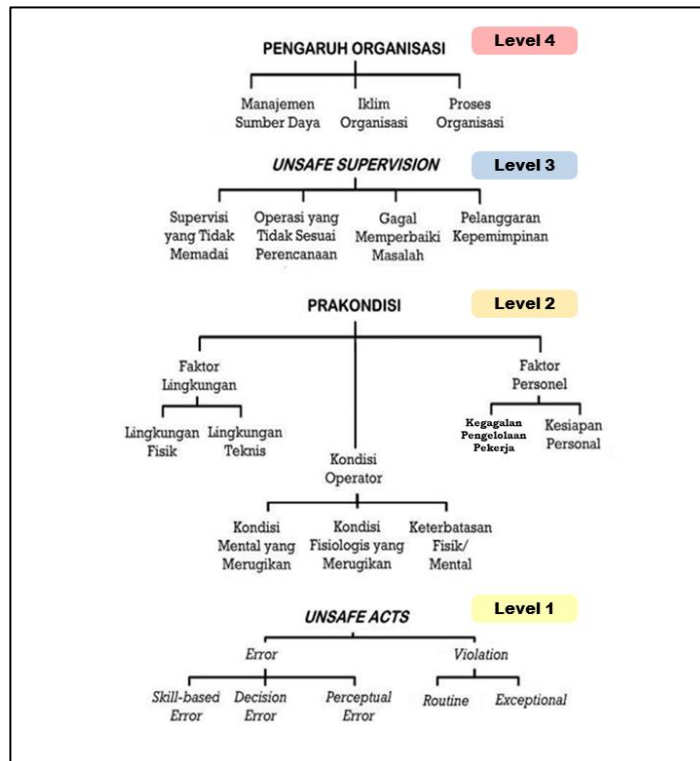 PENGARUH ORGANISASI
Level 4
Manajemen
Sumber Daya
Iklim
Organisasi
Proses
Organisasi
UNSAFE SUPERVISION
Level 3
Supervisi
yang Tidak
Memadai
Operasi yang
Tidak Sesuai
Perencanaan
Gagal
Memperbaiki
Masalah
Pelanggaran
Kepemimpinan
PRAKONDISI
Level 2
Faktor
Lingkungan
Faktor
Personel
Lingkungan
Fisik
Lingkungan
Teknis
Kegagalan
Pengelolaan
Pekerja
Kesiapan
Personal
Kondisi
Operator
Kondisi
Mental yang
Merugikan
Kondisi
Fisiologis yang
Merugikan
Keterbatasan
Fisik/
Mental
UNSAFE ACTS
Level 1
Error
Violation
Skill-based
Error
Decision
Error
Perceptual
Error
Routine
Exceptional